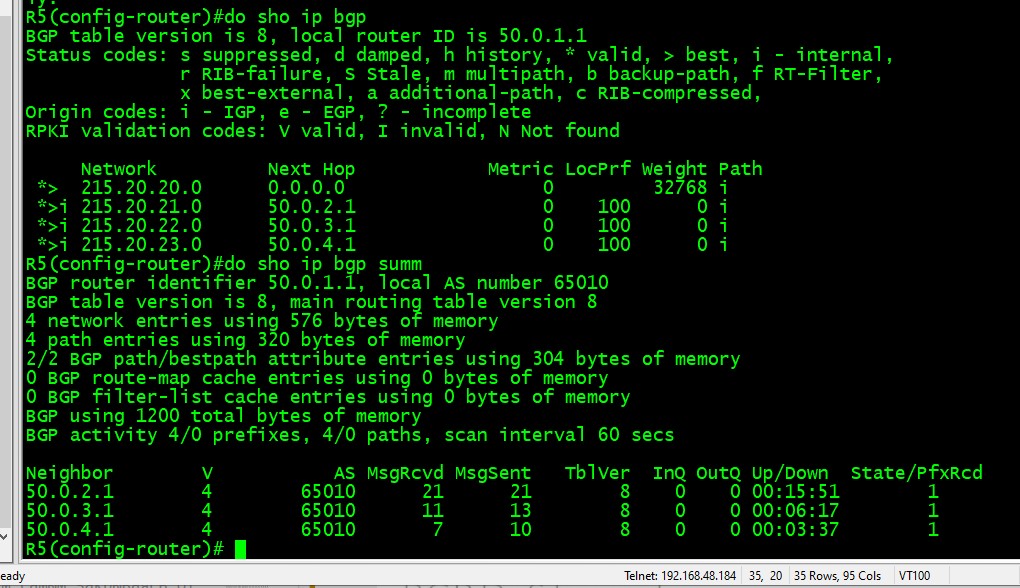 R5(config-router)#do sho ip bgp
BGP table version is 8, local router ID is 50.0.1.1
Status codes: s suppressed, d damped, h history, * valid, > best, i - internal,
              r RIB-failure, S Stale, m multipath, b backup-path, f RT-Filter,
              x best-external, a additional-path, c RIB-compressed,
Origin codes: i - IGP, e - EGP, ? - incomplete
RPKI validation codes: V valid, I invalid, N Not found
     Network          Next Hop            Metric LocPrf Weight Path
 *>  215.20.20.0      0.0.0.0                  0         32768 i
 *>i 215.20.21.0      50.0.2.1                 0    100      0 i
 *>i 215.20.22.0      50.0.3.1                 0    100      0 i
 *>i 215.20.23.0      50.0.4.1                 0    100      0 i
R5(config-router)#do sho ip bgp summ
BGP router identifier 50.0.1.1, local AS number 65010
BGP table version is 8, main routing table version 8
4 network entries using 576 bytes of memory
4 path entries using 320 bytes of memory
2/2 BGP path/bestpath attribute entries using 304 bytes of memory
0 BGP route-map cache entries using 0 bytes of memory
0 BGP filter-list cache entries using 0 bytes of memory
BGP using 1200 total bytes of memory
BGP activity 4/0 prefixes, 4/0 paths, scan interval 60 secs
Neighbor        V           AS MsgRcvd MsgSent   TblVer  InQ OutQ Up/Down  State/PfxRcd
50.0.2.1        4        65010      21      21        8    0    0 00:15:51        1
50.0.3.1        4        65010      11      13        8    0    0 00:06:17        1
50.0.4.1        4        65010       7      10        8    0    0 00:03:37        1
R5(config-router)#
eady Telnet: 192.168.48.184 35, 20 35 Rows, 95 Cols VT100